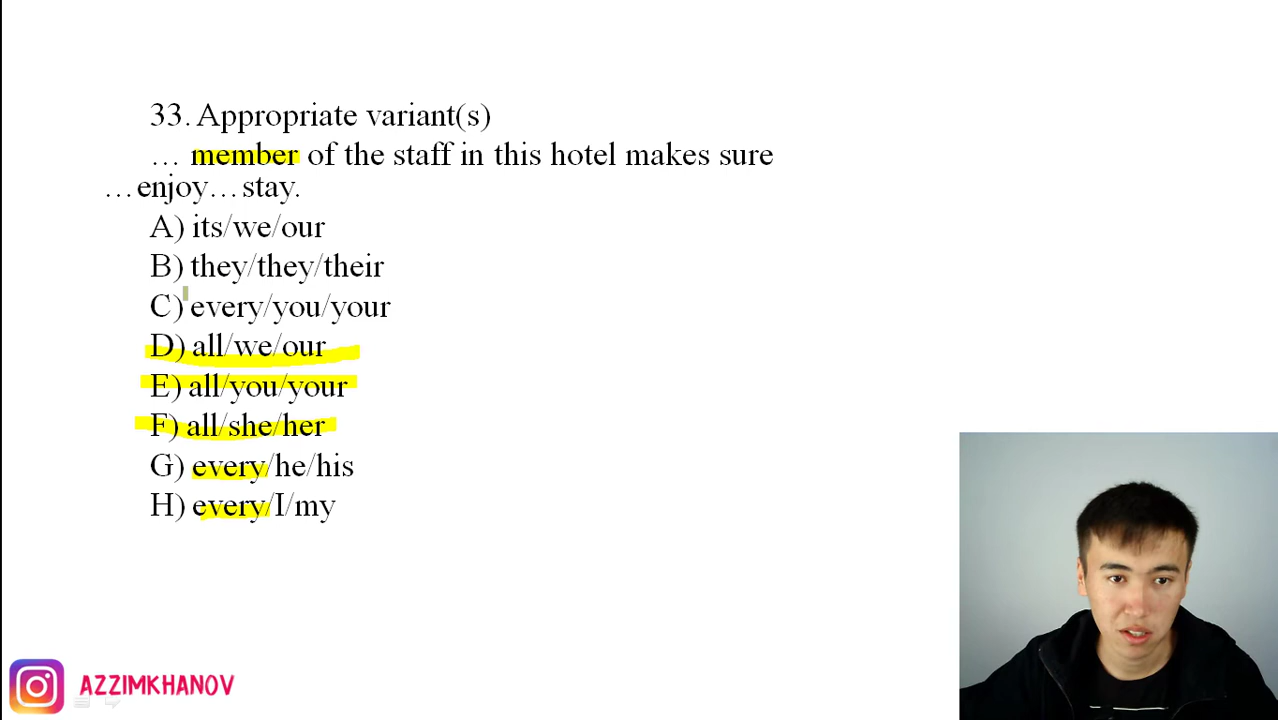 33. Appropriate variant(s)
… member of the staff in this hotel makes sure
…enjoy…stay.
A) its/we/our
B) they/they/their
C) every/you/your
D) all/we/our
E) all/you/your
F) all/she/her
G) every/he/his
H) every/I/my
AZZIMKHANOV